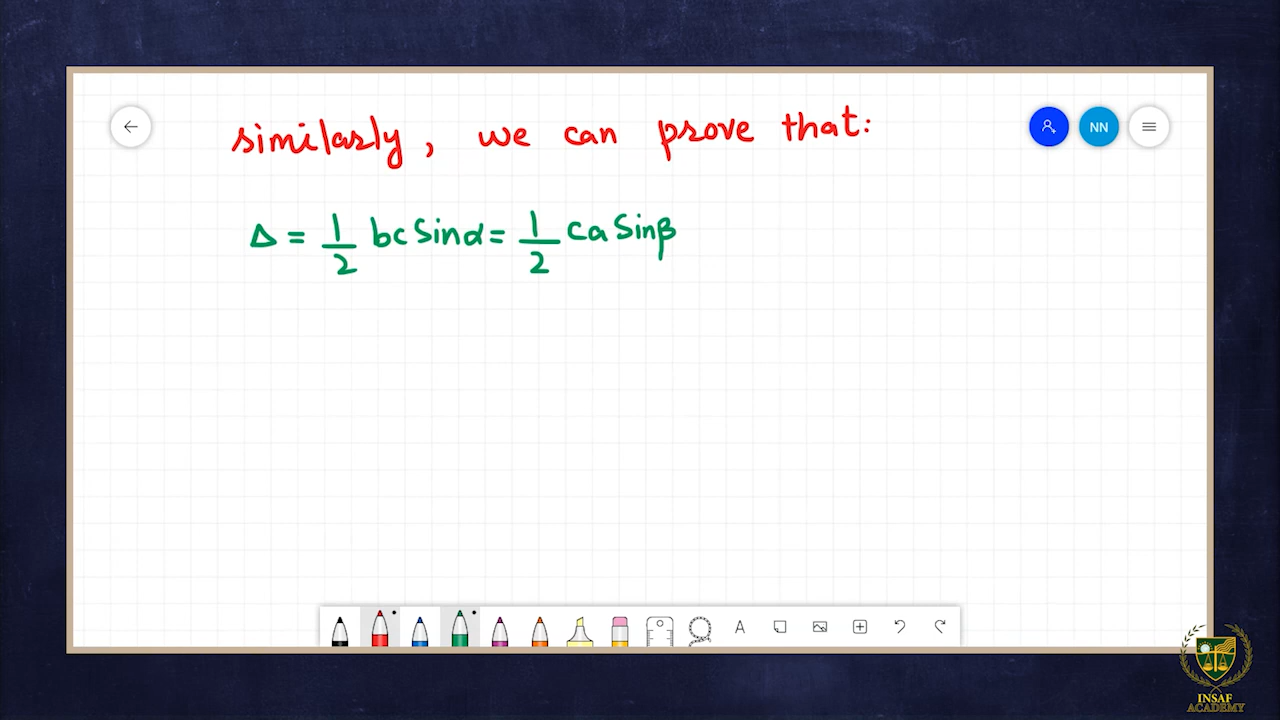 similarly, we can prove that:
NN
Δ = 1/2 bc Sinα = 1/2 ca Sinβ
A
INSAF
ACADEMY